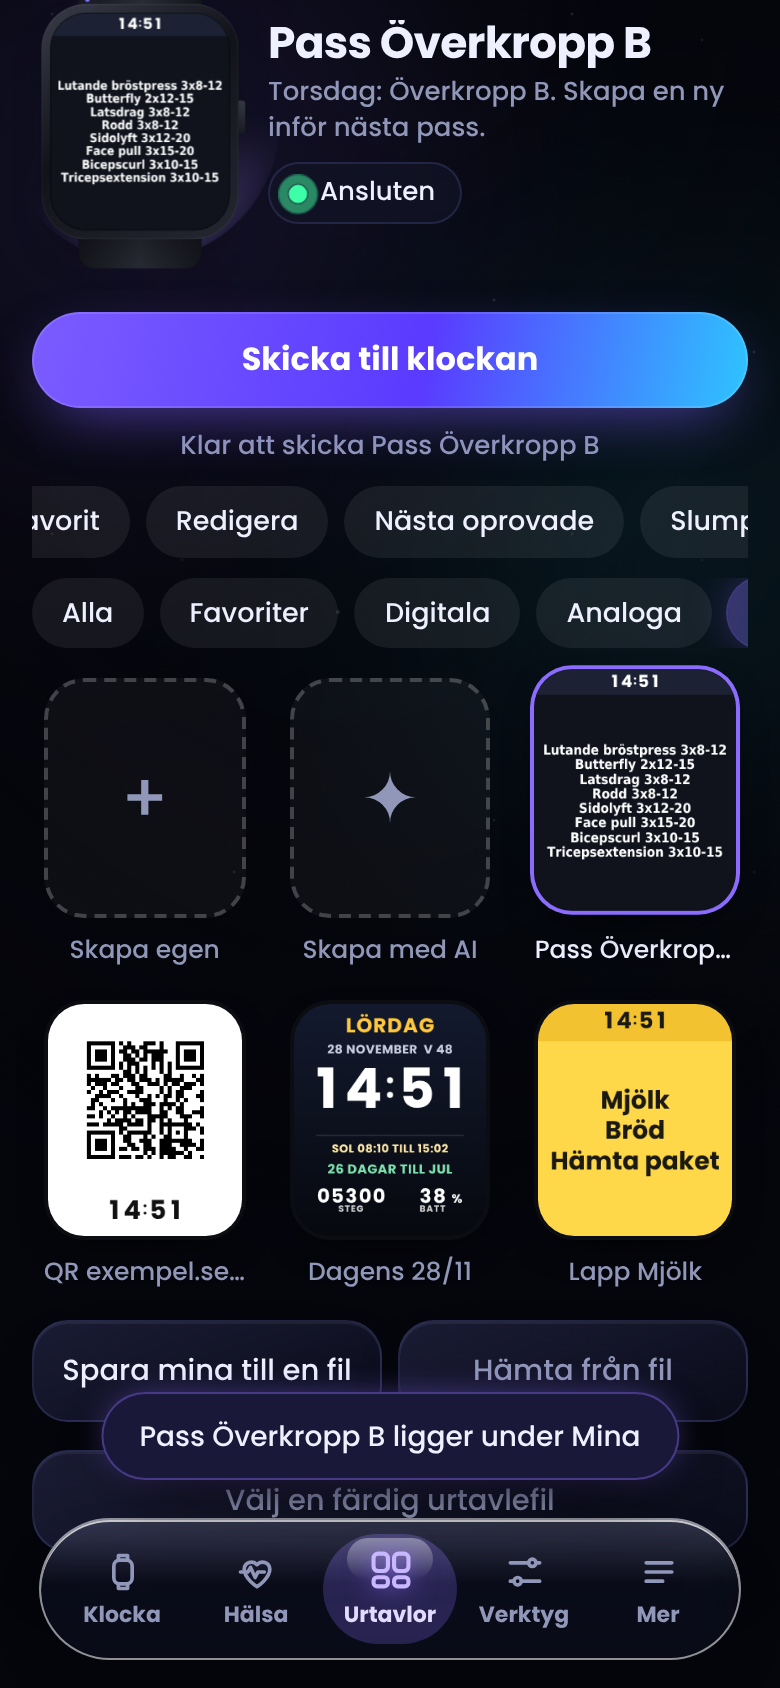 14:51
Lutande bröstpress 3x8-12
Butterfly 2x12-15
Latsdrag 3x8-12
Rodd 3x8-12
Sidolyft 3x12-20
Face pull 3x15-20
Bicepscurl 3x10-15
Tricepsextension 3x10-15
Pass Överkropp B
Torsdag: Överkropp B. Skapa en ny
inför nästa pass.
Ansluten
Skicka till klockan
Klar att skicka Pass Överkropp B
avorit Redigera Nästa oprovade Slump
Alla Favoriter Digitala Analoga
14:51
Lutande bröstpress 3x8-12
Butterfly 2x12-15
Latsdrag 3x8-12
Rodd 3x8-12
Sidolyft 3x12-20
Face pull 3x15-20
Bicepscurl 3x10-15
Tricepsextension 3x10-15
Skapa egen Skapa med AI Pass Överkrop...
14:51
LÖRDAG
28 NOVEMBER V 48
14:51
SOL 08:10 TILL 15:02
26 DAGAR TILL JUL
05300 38 %
STEG BATT
14:51
Mjölk
Bröd
Hämta paket
QR exempel.se... Dagens 28/11 Lapp Mjölk
Spara mina till en fil Hämta från fil
Pass Överkropp B ligger under Mina
Välj en färdig urtavlefil
Klocka Hälsa Urtavlor Verktyg Mer